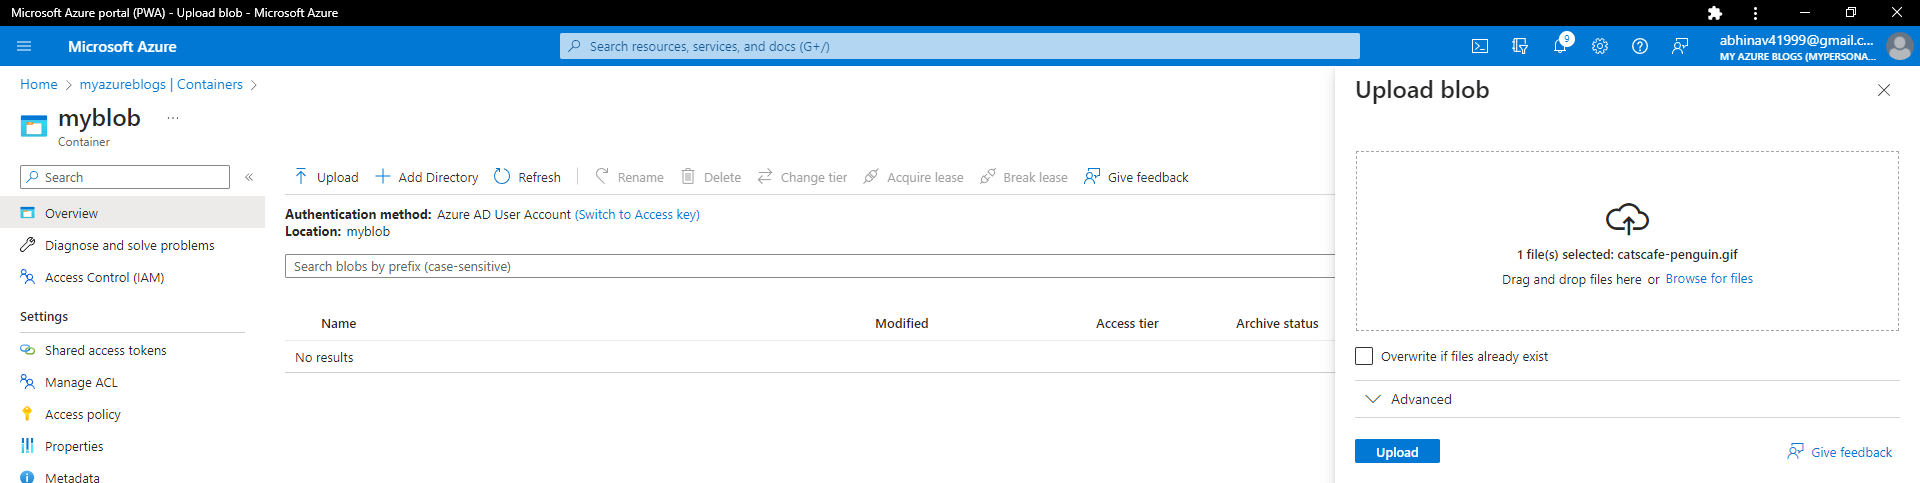 Microsoft Azure portal (PWA) - Upload blob - Microsoft Azure
Microsoft Azure
Search resources, services, and docs (G+/)
9
abhinav41999@gmail.c...
MY AZURE BLOGS (MYPERSONA...
Home > myazureblogs | Containers >
myblob ...
Container
Search «
Overview
Diagnose and solve problems
Access Control (IAM)
Settings
Shared access tokens
Manage ACL
Access policy
Properties
Metadata
Upload Add Directory Refresh Rename Delete Change tier Acquire lease Break lease Give feedback
Authentication method: Azure AD User Account (Switch to Access key)
Location: myblob
Search blobs by prefix (case-sensitive)
Name Modified Access tier Archive status
No results
Upload blob
1 file(s) selected: catscafe-penguin.gif
Drag and drop files here or Browse for files
Overwrite if files already exist
Advanced
Upload
Give feedback